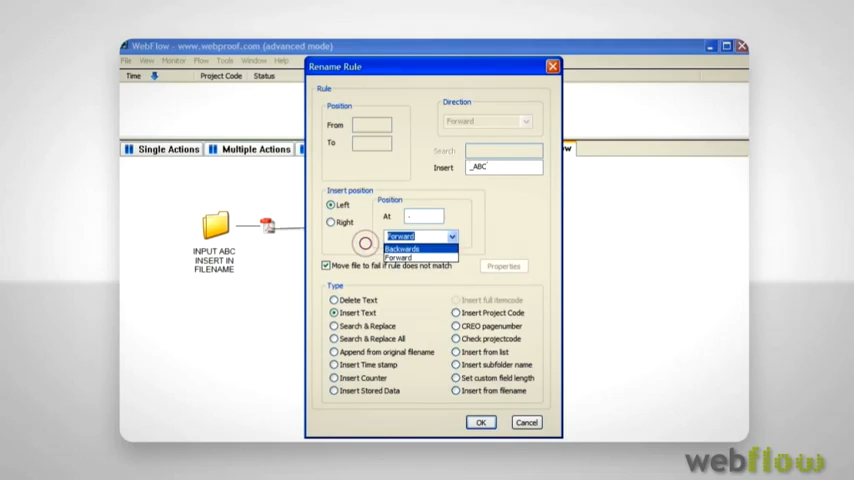 WebFlow - www.webproof.com (advanced mode)
File View Monitor Flow Tools Window Help
Time Project Code Status
Single Actions Multiple Actions
INPUT ABC
INSERT IN
FILENAME
Rename Rule
Rule
Position
From
To
Direction
Forward
Search
Insert _ABC
Insert position
Left
Right
Position
At .
Forward
Backwards
Forward
Move file to fail if rule does not match
Properties
Type
Delete Text
Insert Text
Search & Replace
Search & Replace All
Append from original filename
Insert Time stamp
Insert Counter
Insert Stored Data
Insert full itemcode
Insert Project Code
CREO pagenumber
Check projectcode
Insert from list
Insert subfolder name
Set custom field length
Insert from filename
OK Cancel
webflow